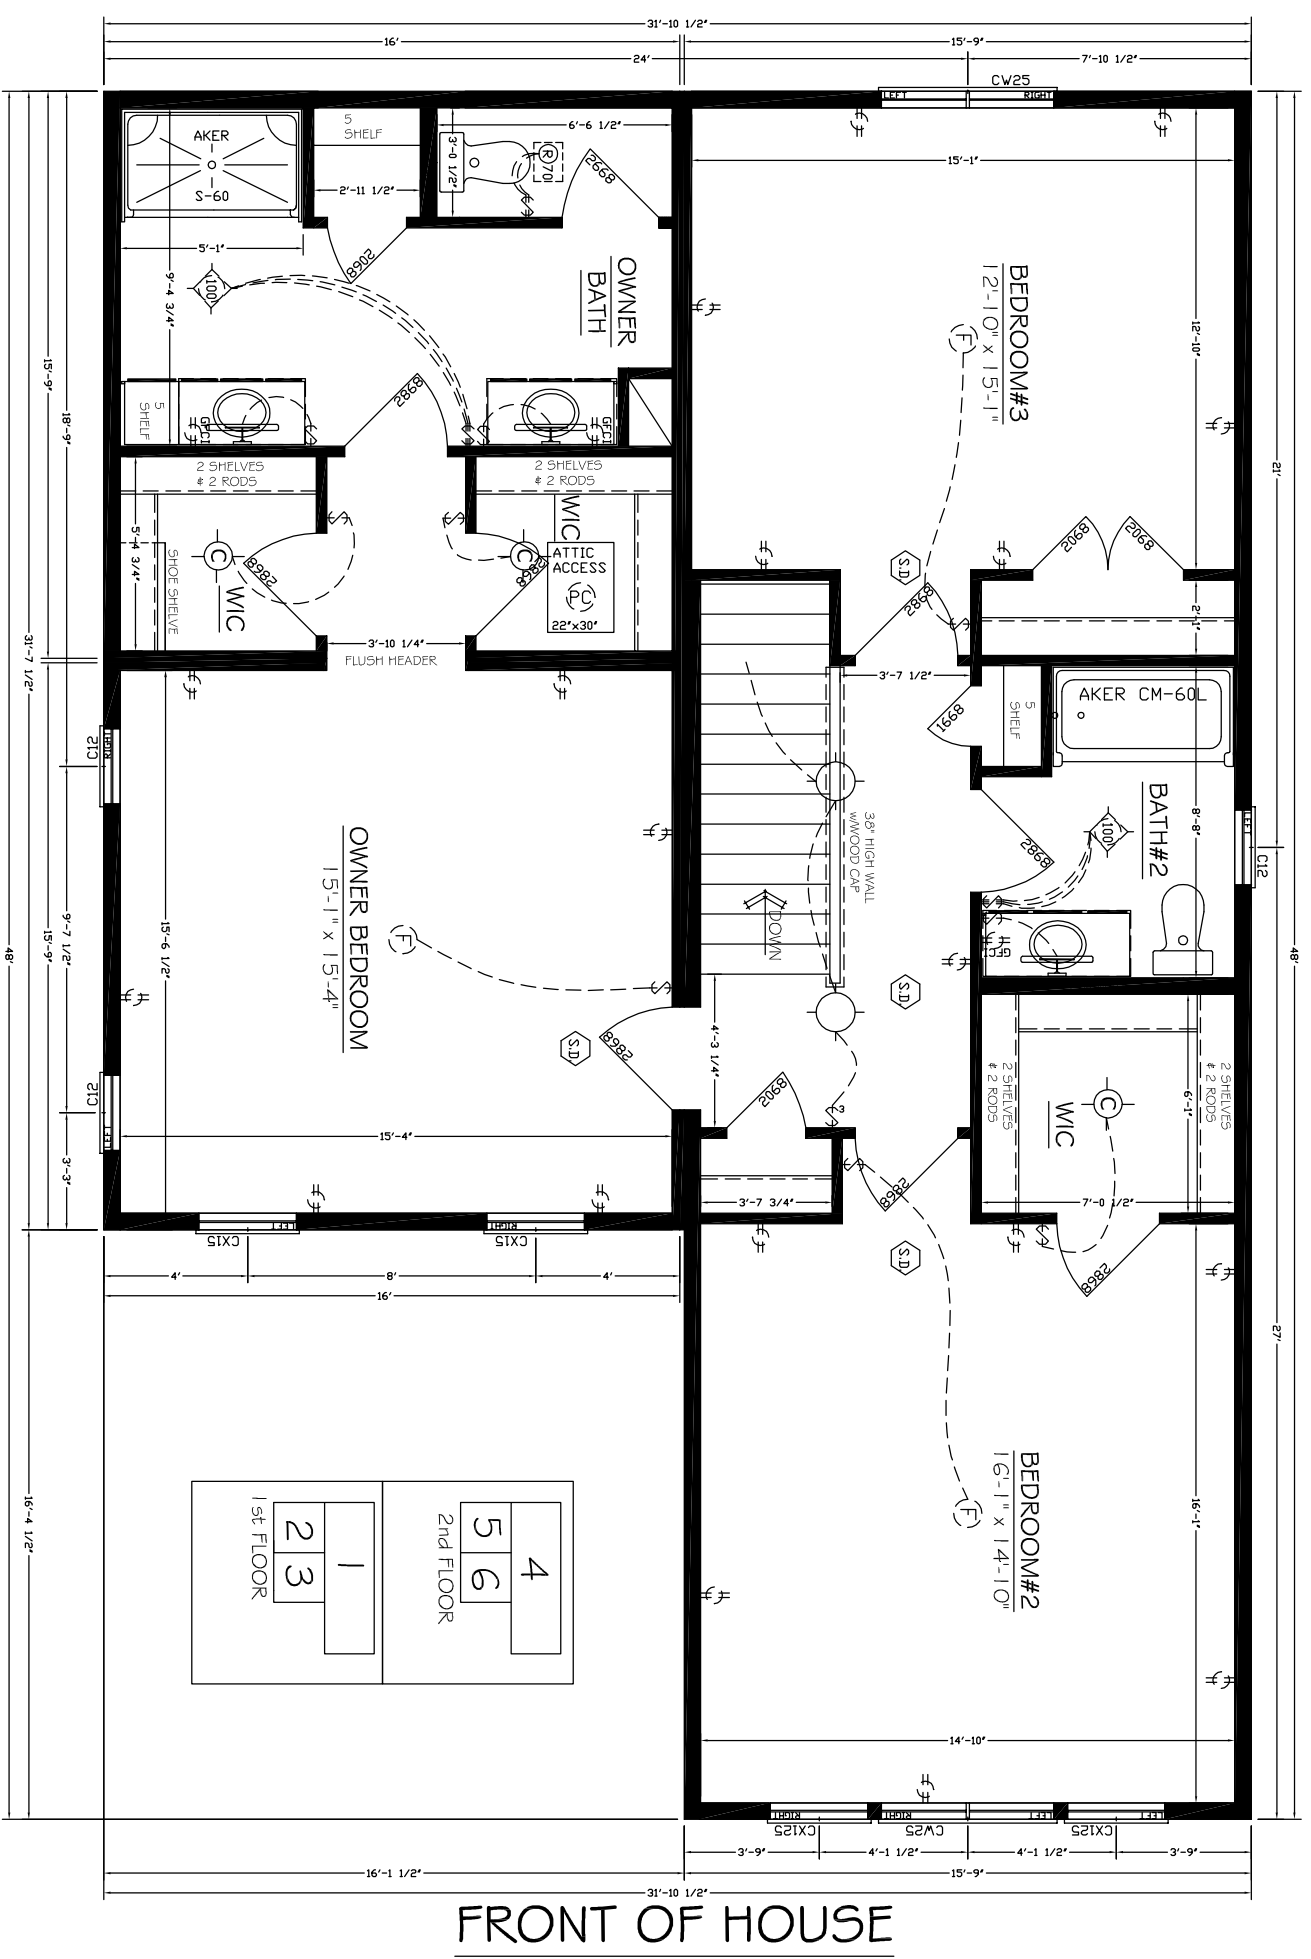 31'-10 1/2"
16'
15'-9"
24'
7'-10 1/2"
CW25
LEFT
RIGHT
AKER
S-60
5
SHELF
6'-6 1/2"
3'-0 1/2"
R 70
2668
2'-11 1/2"
2068
5'-1"
9'-4 3/4"
100
OWNER
BATH
15'-1"
BEDROOM#3
12'-10" x 15'-1"
12'-10"
F
5
SHELF
GFCI
2868
GFCI
2 SHELVES
& 2 RODS
2 SHELVES
& 2 RODS
5'-4 3/4"
SHOE SHELVE
C
2868
WIC
WIC
C
2868
ATTIC
ACCESS
PC
22"x30"
3'-10 1/4"
FLUSH HEADER
S.D.
2868
2068
2068
2'-1"
3'-7 1/2"
1668
5
SHELF
AKER CM-60L
BATH#2
8'-8"
100
2868
GFCI
LEFT
C12
38" HIGH WALL
w/WOOD CAP
DOWN
S.D.
C12
RIGHT
OWNER BEDROOM
15'-1" x 15'-4"
15'-6 1/2"
F
S.D.
2868
4'-3 1/4"
2068
3
2 SHELVES
& 2 RODS
2 SHELVES
& 2 RODS
6'-1"
C
WIC
C12
LEFT
15'-4"
3'-7 3/4"
2868
7'-0 1/2"
2868
S.D.
LEFT
RIGHT
CX15
CX15
4'
8'
4'
16'
15'-9"
18'-9"
31'-7 1/2"
48'
15'-9"
9'-7 1/2"
3'-3"
16'-4 1/2"
21'
48'
27'
1
2 3
1st FLOOR
4
5 6
2nd FLOOR
BEDROOM#2
16'-1" x 14'-10"
16'-1"
F
14'-10"
RIGHT
RIGHT
LEFT
LEFT
CX125
CW25
CX125
3'-9"
4'-1 1/2"
4'-1 1/2"
3'-9"
16'-1 1/2"
15'-9"
31'-10 1/2"
FRONT OF HOUSE